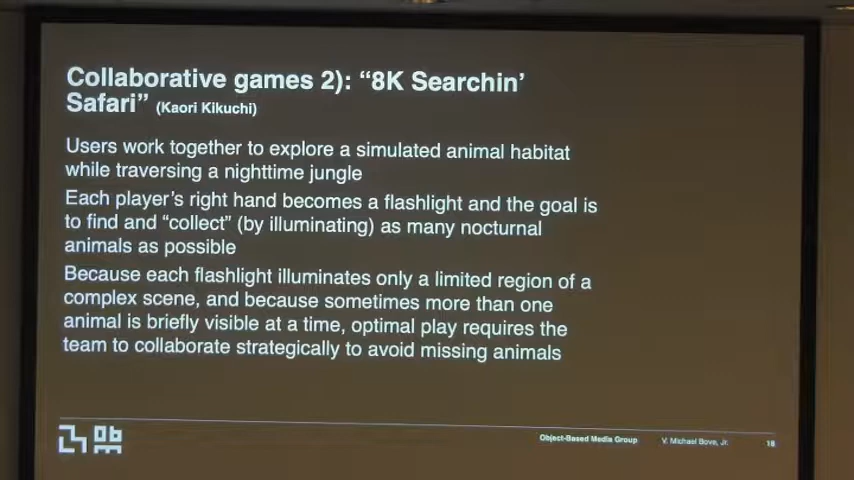 Collaborative games 2): “8K Searchin’
Safari” (Kaori Kikuchi)
Users work together to explore a simulated animal habitat
while traversing a nighttime jungle
Each player’s right hand becomes a flashlight and the goal is
to find and “collect” (by illuminating) as many nocturnal
animals as possible
Because each flashlight illuminates only a limited region of a
complex scene, and because sometimes more than one
animal is briefly visible at a time, optimal play requires the
team to collaborate strategically to avoid missing animals
Object-Based Media Group V. Michael Bove, Jr. 18